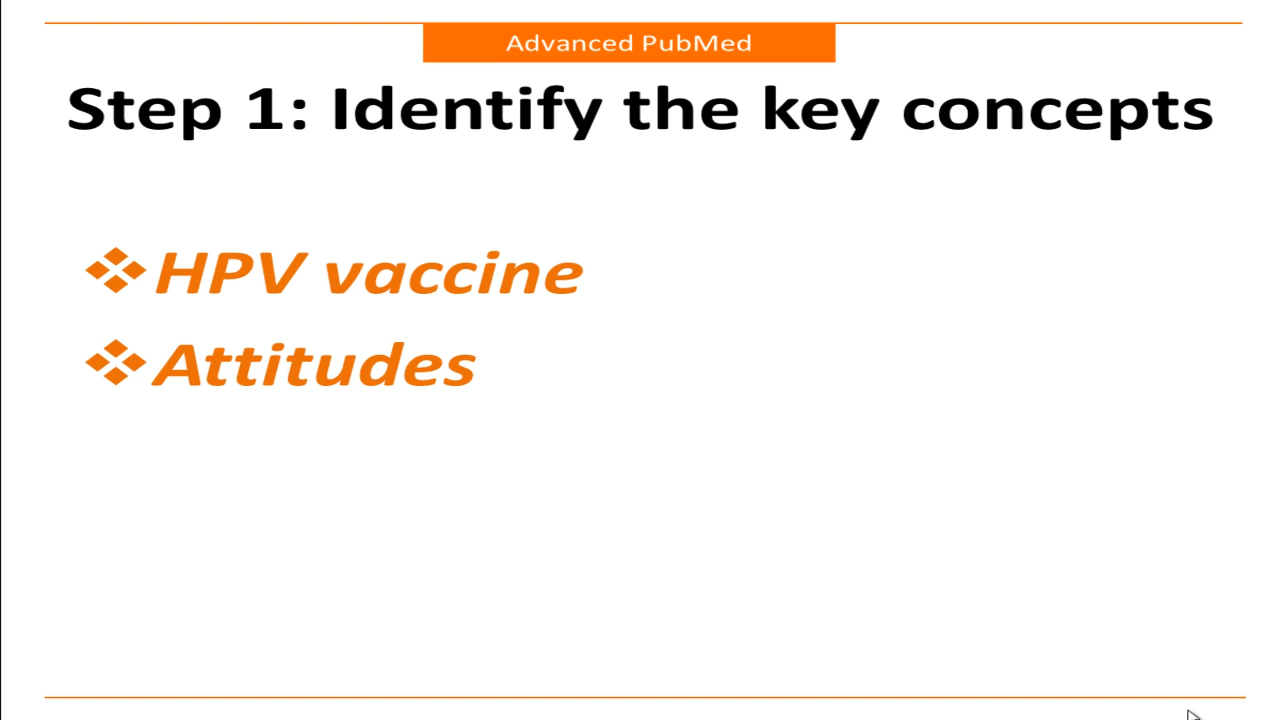 Advanced PubMed
Step 1: Identify the key concepts
❖HPV vaccine
❖Attitudes